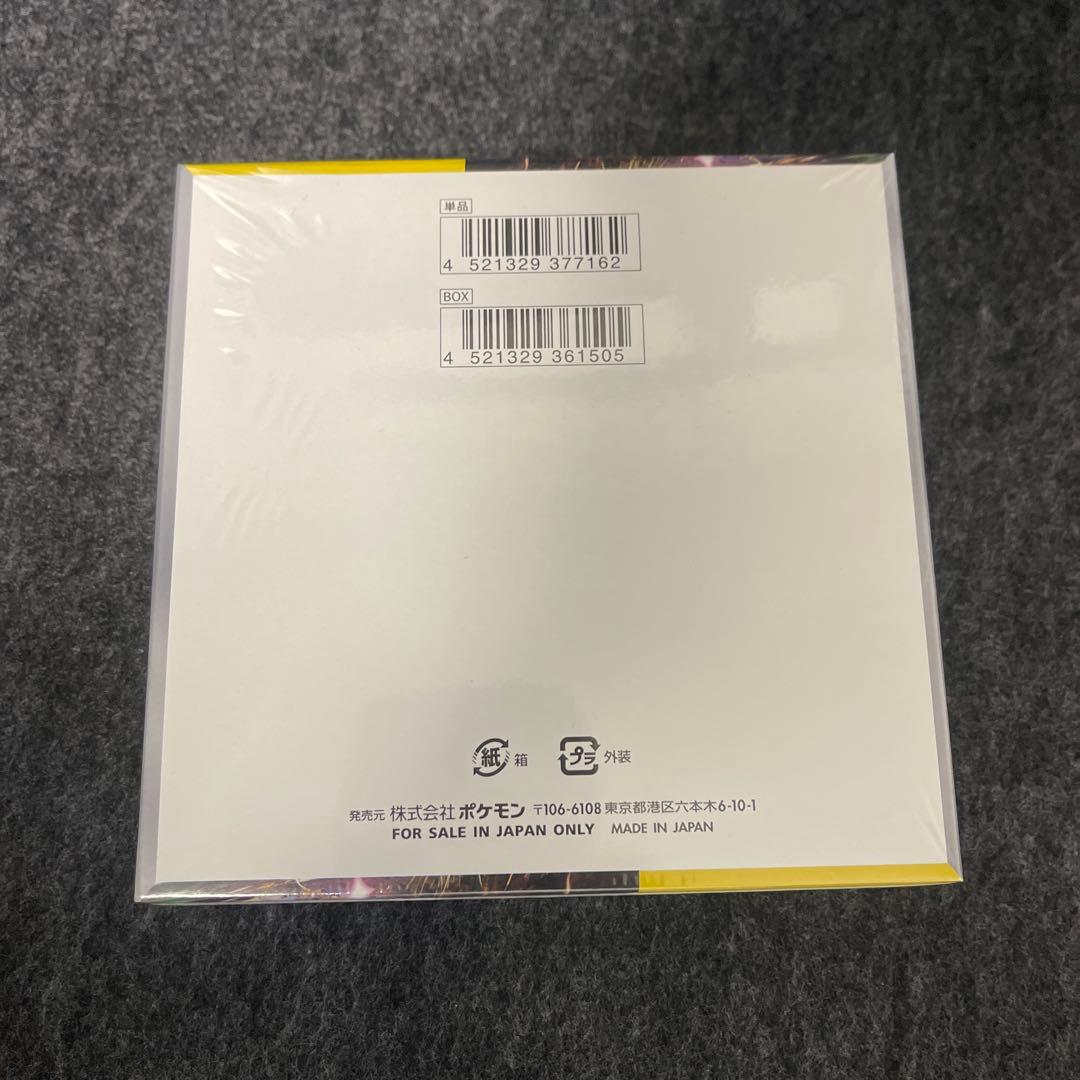 単品
4 521329 377162
BOX
4 521329 361505
紙 箱 プラ 外装
発売元 株式会社 ポケモン 〒106-6108 東京都港区六本木6-10-1
FOR SALE IN JAPAN ONLY MADE IN JAPAN